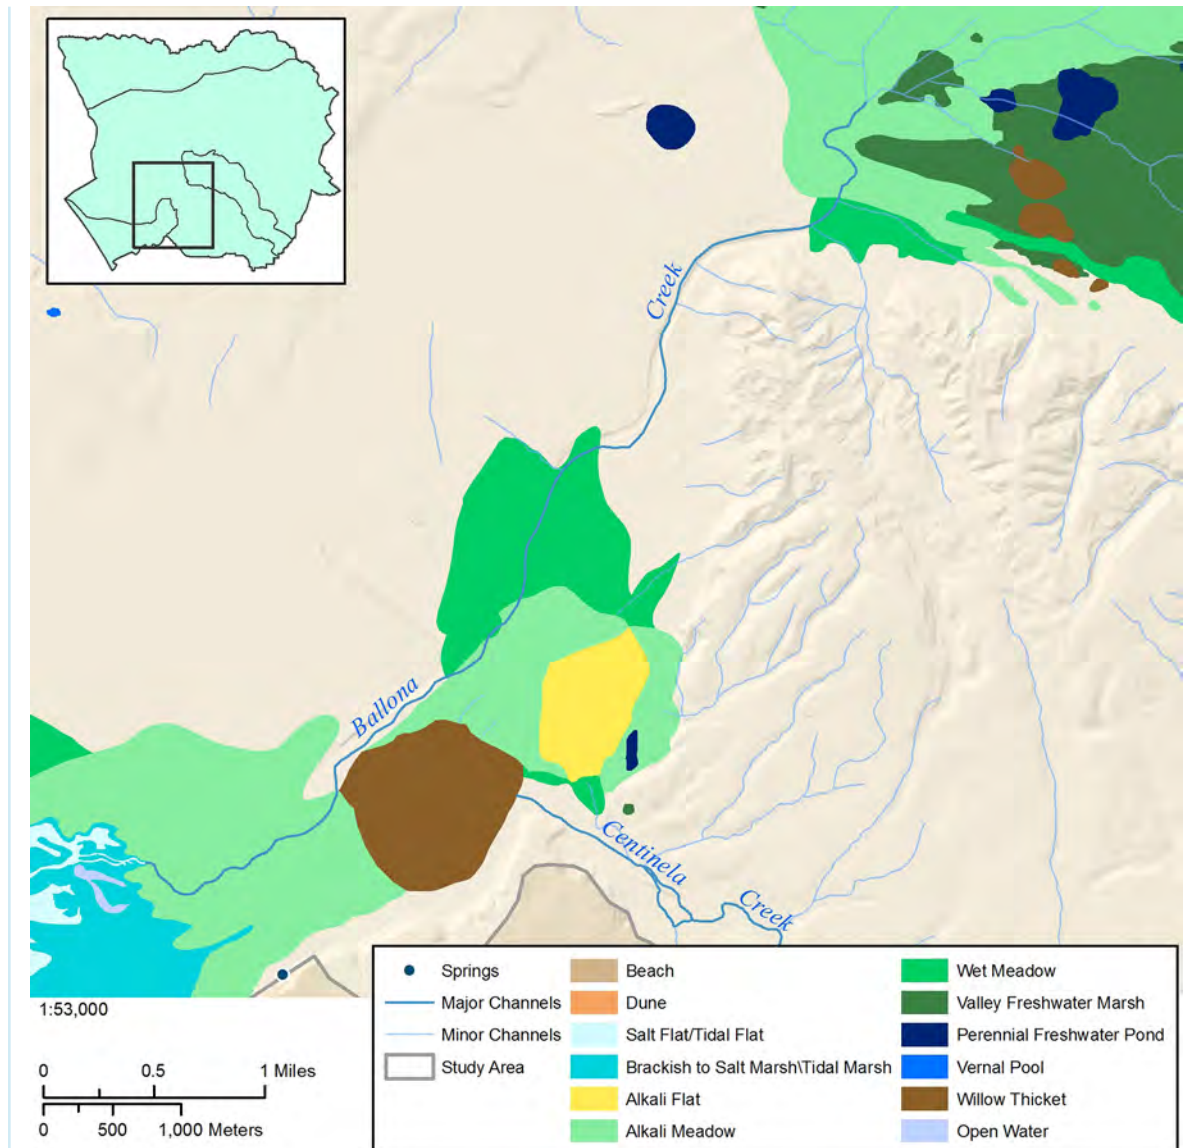 Creek
Ballona
Centinela
Creek
1:53,000
0 0.5 1 Miles
0 500 1,000 Meters
Springs
Major Channels
Minor Channels
Study Area
Beach
Dune
Salt Flat/Tidal Flat
Brackish to Salt Marsh\Tidal Marsh
Alkali Flat
Alkali Meadow
Wet Meadow
Valley Freshwater Marsh
Perennial Freshwater Pond
Vernal Pool
Willow Thicket
Open Water